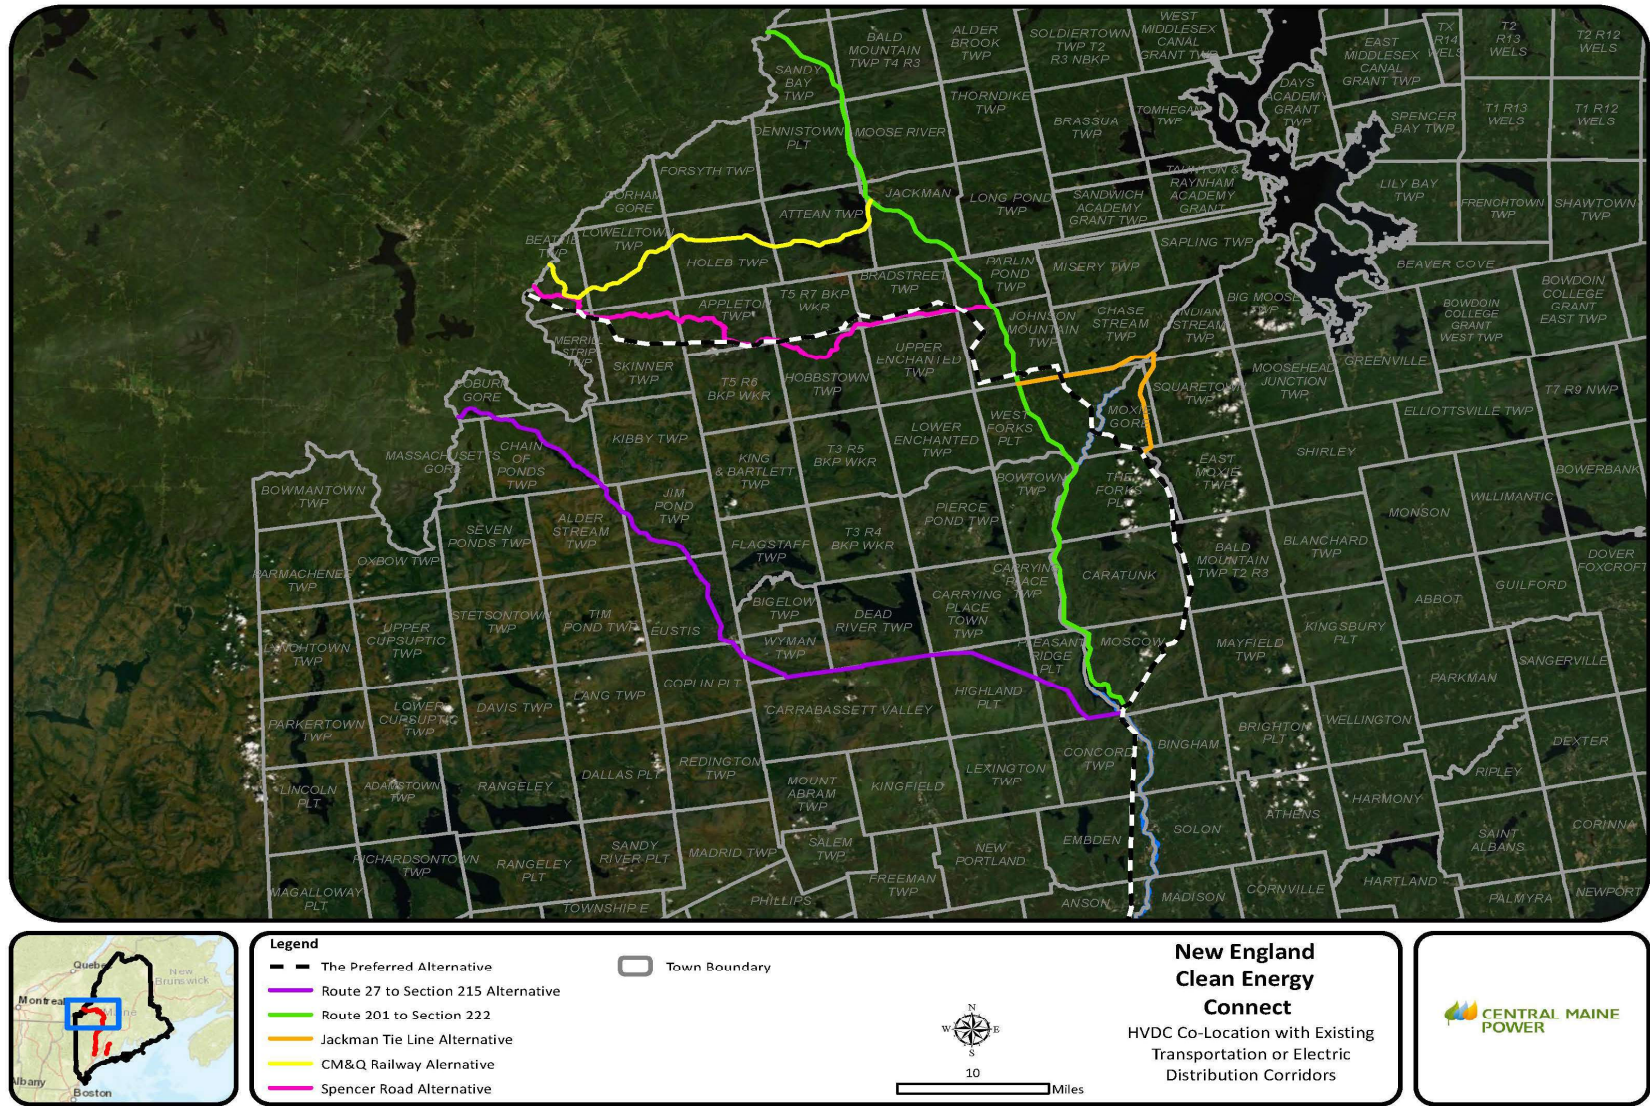 BALD
MOUNTAIN
TWP T4 R3
ALDER
BROOK
TWP
SOLDIERTOWN
TWP T2
R3 NBKP
WEST
MIDDLESEX
CANAL
GRANT TWP
EAST
MIDDLESEX
CANAL
GRANT TWP
TX
R14
WELS
T2
R13
WELS
T2 R12
WELS
SANDY
BAY
TWP
THORNDIKE
TWP
BRASSUA
TWP
TOMHEGAN
TWP
DAYS
ACADEMY
GRANT
TWP
SPENCER
BAY TWP
T1 R13
WELS
T1 R12
WELS
DENNISTOWN
PLT
MOOSE RIVER
FORSYTH TWP
GORHAM
GORE
ATTEAN TWP
JACKMAN
LONG POND
TWP
SANDWICH
ACADEMY
GRANT TWP
TAUNTON &
RAYNHAM
ACADEMY
GRANT
LILY BAY
TWP
FRENCHTOWN
TWP
SHAWTOWN
TWP
BEATTIE
TWP
LOWELLTOWN
TWP
HOLEB TWP
BRADSTREET
TWP
PARLIN
POND
TWP
MISERY TWP
SAPLING TWP
BEAVER COVE
BOWDOIN
COLLEGE
GRANT
EAST TWP
APPLETON
TWP
T5 R7 BKP
WKR
JOHNSON
MOUNTAIN
TWP
CHASE
STREAM
TWP
INDIAN
STREAM
TWP
BIG MOOSE
TWP
BOWDOIN
COLLEGE
GRANT
WEST TWP
MERRILL
STRIP
TWP
SKINNER
TWP
T5 R6
BKP WKR
HOBBSTOWN
TWP
UPPER
ENCHANTED
TWP
SQUARETOWN
TWP
MOOSEHEAD
JUNCTION
TWP
GREENVILLE
T7 R9 NWP
COBURN
GORE
MASSACHUSETTS
GORE
CHAIN
OF
PONDS
TWP
KIBBY TWP
KING
& BARTLETT
TWP
T3 R5
BKP WKR
LOWER
ENCHANTED
TWP
WEST
FORKS
PLT
MOXIE
GORE
EAST
MOXIE
TWP
SHIRLEY
ELLIOTTSVILLE TWP
BOWERBANK
BOWMANTOWN
TWP
SEVEN
PONDS TWP
ALDER
STREAM
TWP
JIM
POND
TWP
FLAGSTAFF
TWP
T3 R4
BKP WKR
PIERCE
POND TWP
BOWTOWN
TWP
THE
FORKS
PLT
MONSON
WILLIMANTIC
PARMACHENEE
TWP
OXBOW TWP
CARRYING
PLACE
TWP
CARATUNK
BALD
MOUNTAIN
TWP T2 R3
BLANCHARD
TWP
ABBOT
GUILFORD
DOVER
FOXCROFT
LYNCHTOWN
TWP
UPPER
CUPSUPTIC
TWP
STETSONTOWN
TWP
TIM
POND TWP
EUSTIS
BIGELOW
TWP
WYMAN
TWP
DEAD
RIVER TWP
CARRYING
PLACE
TOWN
TWP
PLEASANT
RIDGE
PLT
MOSCOW
MAYFIELD
TWP
KINGSBURY
PLT
PARKMAN
SANGERVILLE
PARKERTOWN
TWP
LOWER
CUPSUPTIC
TWP
DAVIS TWP
LANG TWP
COPLIN PLT
CARRABASSETT VALLEY
HIGHLAND
PLT
CONCORD
TWP
BINGHAM
BRIGHTON
PLT
WELLINGTON
DEXTER
LINCOLN
PLT
ADAMSTOWN
TWP
RANGELEY
DALLAS PLT
REDINGTON
TWP
MOUNT
ABRAM
TWP
KINGFIELD
LEXINGTON
TWP
RIPLEY
HARMONY
ATHENS
SOLON
EMBDEN
NEW
PORTLAND
SALEM
TWP
MADRID TWP
SANDY
RIVER PLT
RANGELEY
PLT
RICHARDSONTOWN
TWP
MAGALLOWAY
PLT
TOWNSHIP E
PHILLIPS
FREEMAN
TWP
ANSON
MADISON
CORNVILLE
HARTLAND
SAINT
ALBANS
CORINNA
PALMYRA
NEWPORT
Quebec
New
Brunswick
Montreal
Maine
Albany
Boston
Legend
The Preferred Alternative
Route 27 to Section 215 Alternative
Route 201 to Section 222
Jackman Tie Line Alternative
CM&Q Railway Alernative
Spencer Road Alternative
Town Boundary
N
W E
S
10
Miles
New England
Clean Energy
Connect
HVDC Co-Location with Existing
Transportation or Electric
Distribution Corridors
CENTRAL MAINE
POWER